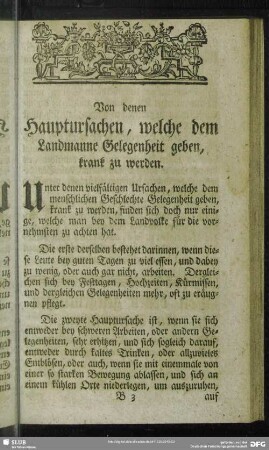 Von denen
Hauptursachen, welche dem
Landmanne Gelegenheit geben,
krank zu werden.
Unter denen vielfältigen Ursachen, welche dem
menschlichen Geschlechte Gelegenheit geben,
krank zu werden, finden sich doch nur eini-
ge, welche man bey dem Landvolke für die vor-
nehmsten zu achten hat.
Die erste derselben bestehet darinnen, wenn die-
se Leute bey guten Tagen zu viel essen, und dabey
zu wenig, oder auch gar nicht, arbeiten. Derglei-
chen sich bey Festtagen, Hochzeiten, Kürmissen,
und dergleichen Gelegenheiten mehr, oft zu eräug-
nen pflegt.
Die zweyte Hauptursache ist, wenn sie sich
entweder bey schweren Arbeiten, oder andern Ge-
legenheiten, sehr erhitzen, und sich sogleich darauf,
entweder durch kaltes Trinken, oder allzuvieles
Entblösen, oder auch, wenn sie mit einemmale von
einer so starken Bewegung ablassen, und sich an
einem kühlen Orte niederlegen, um auszuruhen,
B 3 auf
SLUB